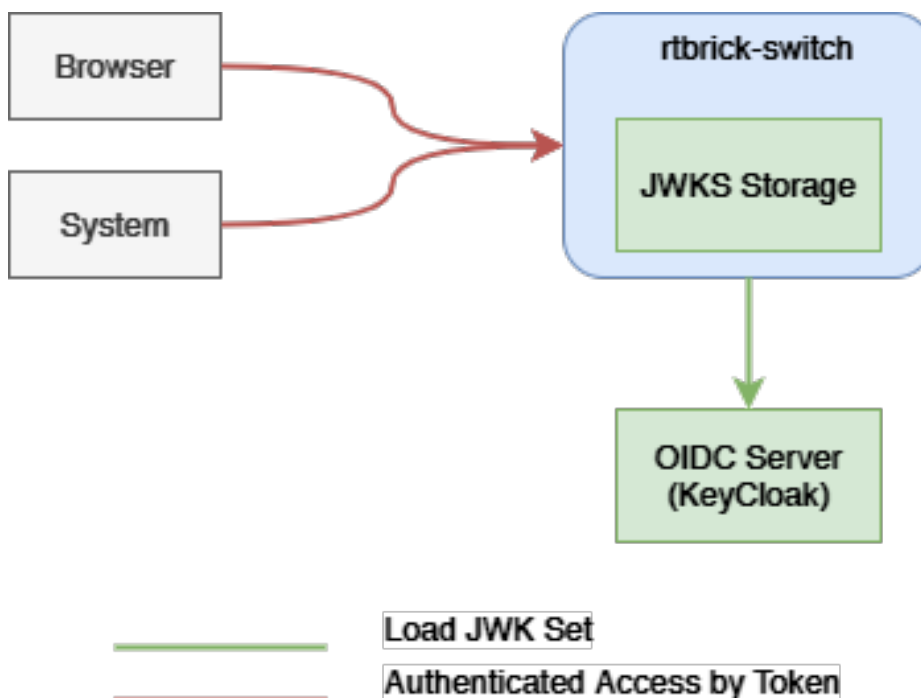 Browser
rtbrick-switch
JWKS Storage
System
OIDC Server
(KeyCloak)
Load JWK Set
Authenticated Access by Token